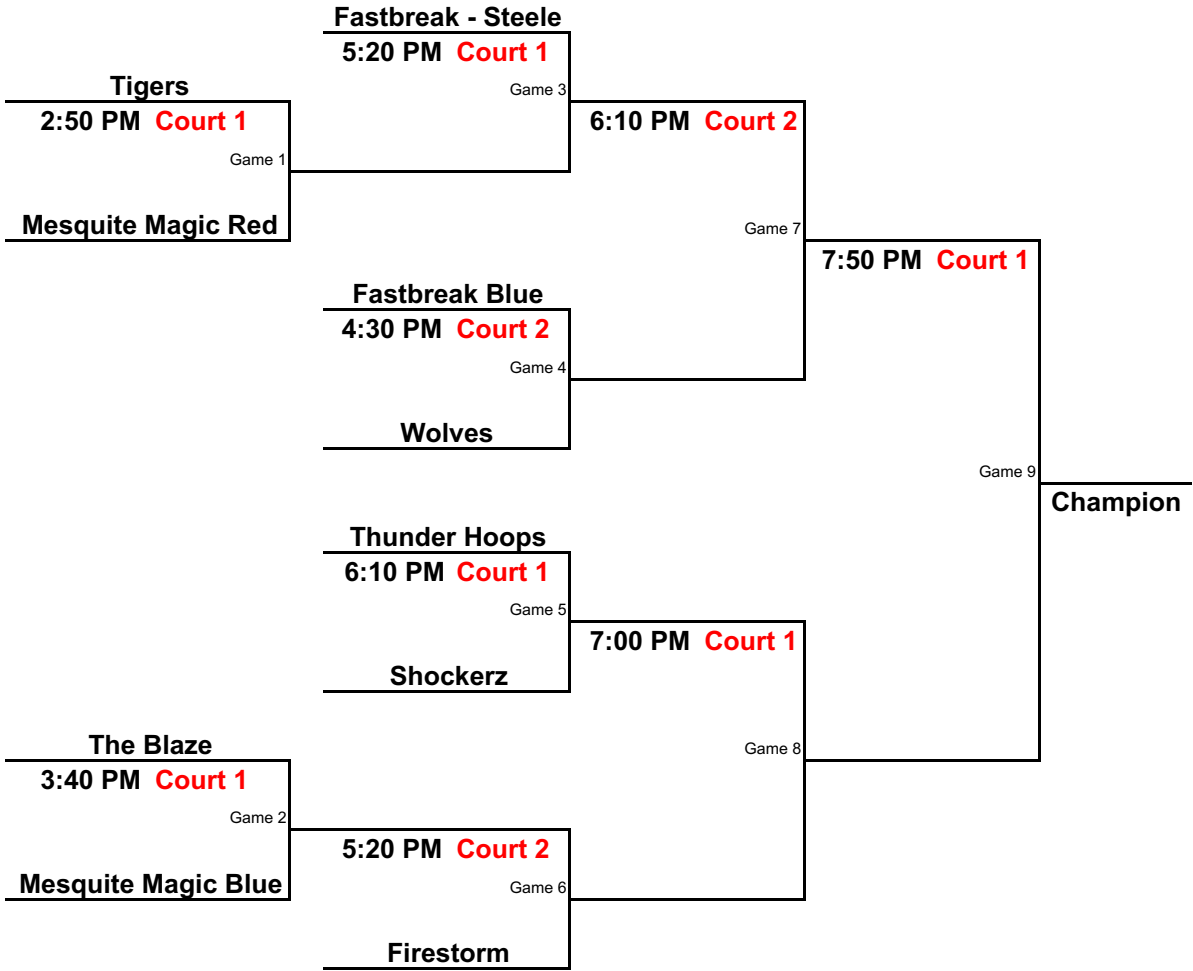 Fastbreak - Steele
5:20 PM Court 1
Game 3
Tigers
2:50 PM Court 1
Game 1
Mesquite Magic Red
6:10 PM Court 2
Game 7
Fastbreak Blue
4:30 PM Court 2
Game 4
Wolves
7:50 PM Court 1
Game 9
Champion
Thunder Hoops
6:10 PM Court 1
Game 5
Shockerz
7:00 PM Court 1
Game 8
The Blaze
3:40 PM Court 1
Game 2
Mesquite Magic Blue
5:20 PM Court 2
Game 6
Firestorm